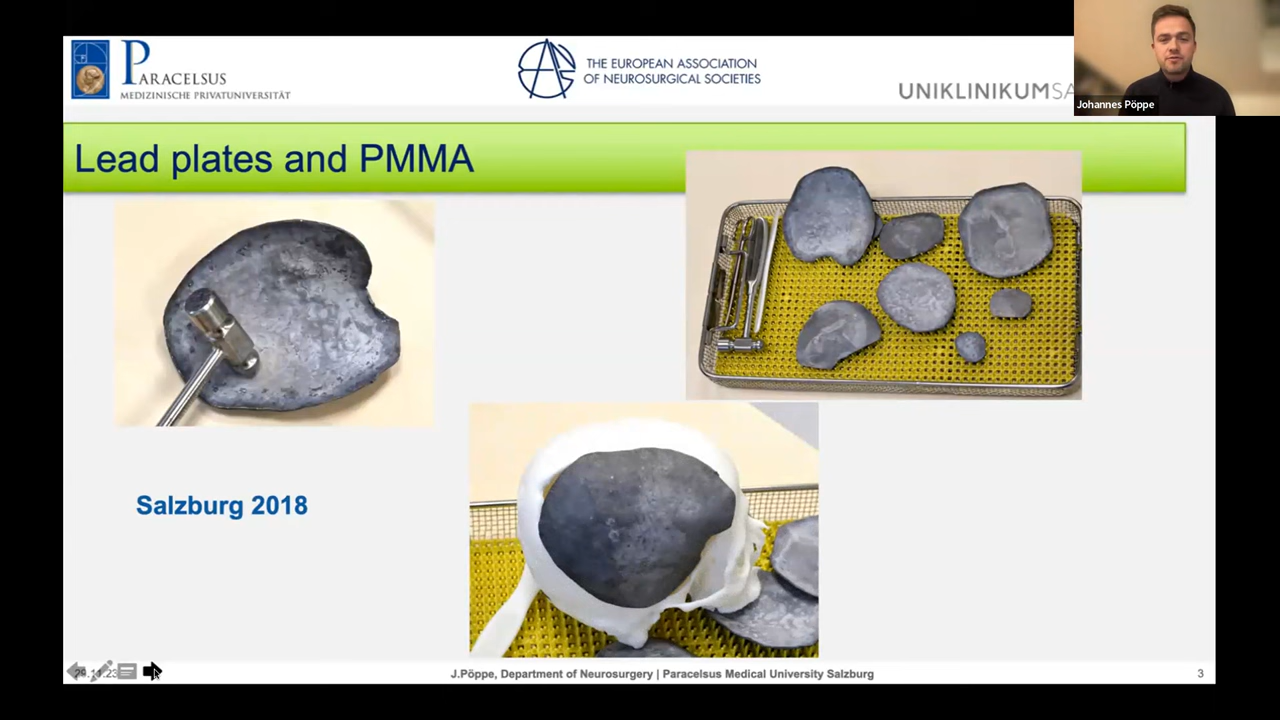 PARACELSUS
MEDIZINISCHE PRIVATUNIVERSITÄT
THE EUROPEAN ASSOCIATION
OF NEUROSURGICAL SOCIETIES
UNIKLINIKUMSA
Johannes Pöppe
Lead plates and PMMA
Salzburg 2018
J.Pöppe, Department of Neurosurgery | Paracelsus Medical University Salzburg
3